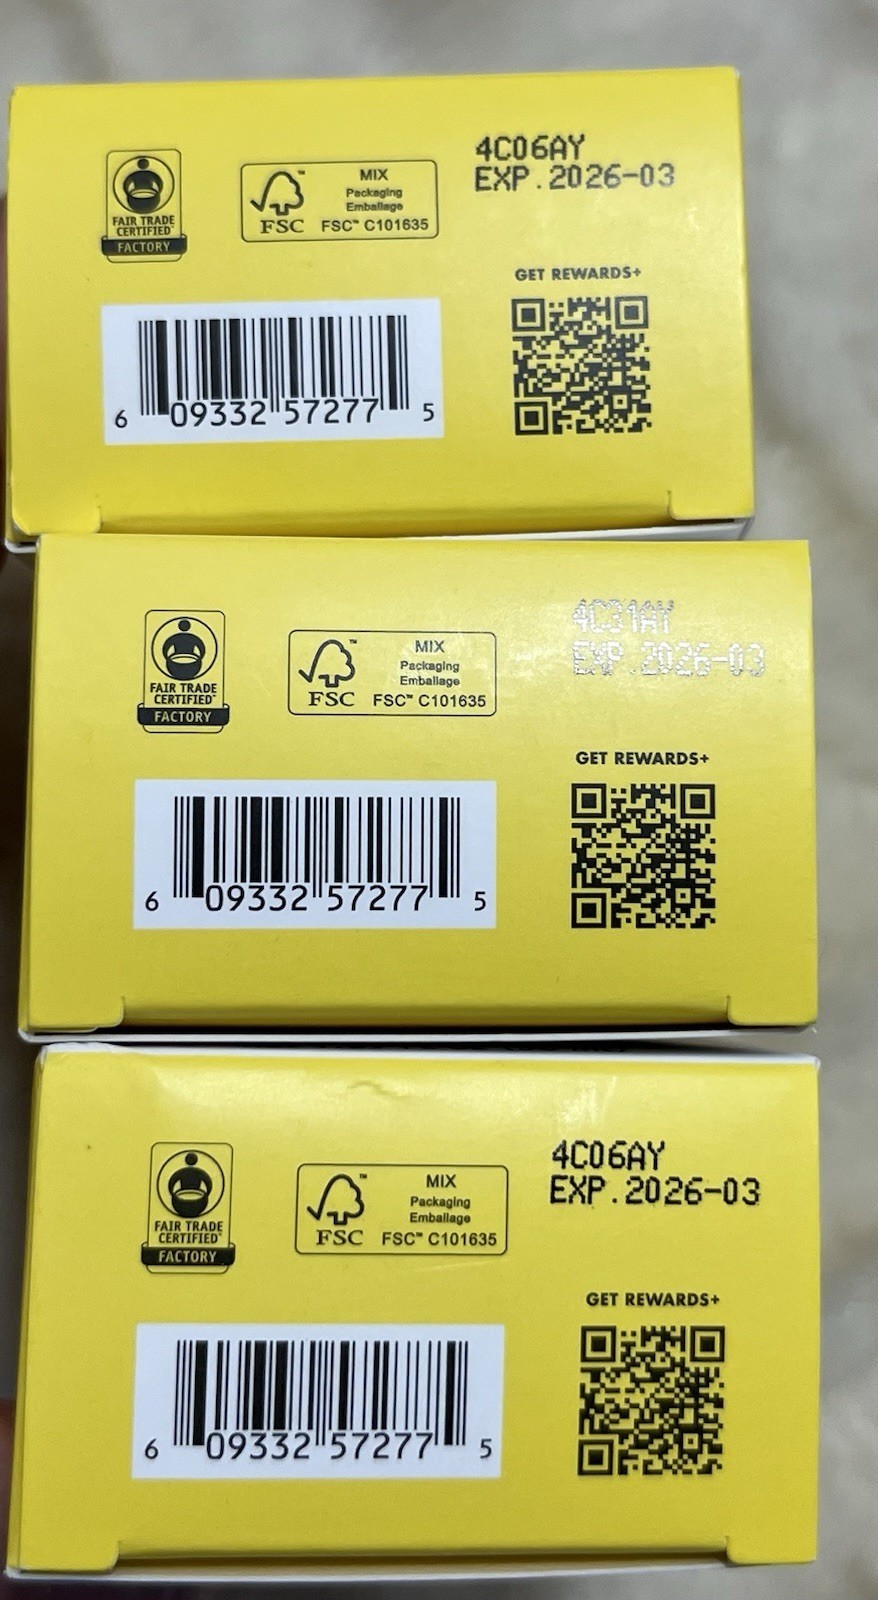 FAIR TRADE
CERTIFIED
FACTORY
FSC™
MIX
Packaging
Emballage
FSC™ C101635
4C06AY
EXP.2026-03
GET REWARDS+
6 09332 57277 5
FAIR TRADE
CERTIFIED
FACTORY
FSC™
MIX
Packaging
Emballage
FSC™ C101635
4C31AY
EXP.2026-03
GET REWARDS+
6 09332 57277 5
FAIR TRADE
CERTIFIED
FACTORY
FSC™
MIX
Packaging
Emballage
FSC™ C101635
4C06AY
EXP.2026-03
GET REWARDS+
6 09332 57277 5